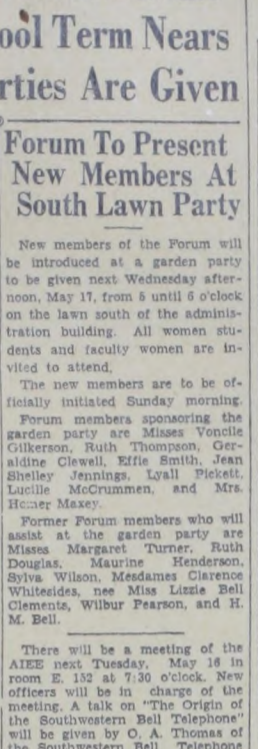 ool Term Nears
rties Are Given
Forum To Present
New Members At
South Lawn Party
New members of the Forum will
be introduced at a garden party
to be given next Wednesday after-
noon, May 17, from 5 until 6 o'clock
on the lawn south of the adminis-
tration building. All women stu-
dents and faculty women are in-
vited to attend.
The new members are to be of-
ficially initiated Sunday morning.
Forum members sponsoring the
garden party are Misses Voncile
Gilkerson, Ruth Thompson, Ger-
aldine Clewell, Effie Smith, Jean
Shelley Jennings, Lyall Pickett,
Lucille McCrummen, and Mrs.
Homer Maxey.
Former Forum members who will
assist at the garden party are
Misses Margaret Turner, Ruth
Douglas, Maurine Henderson,
Sylva Wilson, Mesdames Clarence
Whitesides, nee Miss Lizzie Bell
Clements, Wilbur Pearson, and H.
M. Bell.
There will be a meeting of the
AIEE next Tuesday, May 16 in
room E. 152 at 7:30 o'clock. New
officers will be in charge of the
meeting. A talk on "The Origin of
the Southwestern Bell Telephone"
will be given by O. A. Thomas of
the Southwestern Bell Telephone